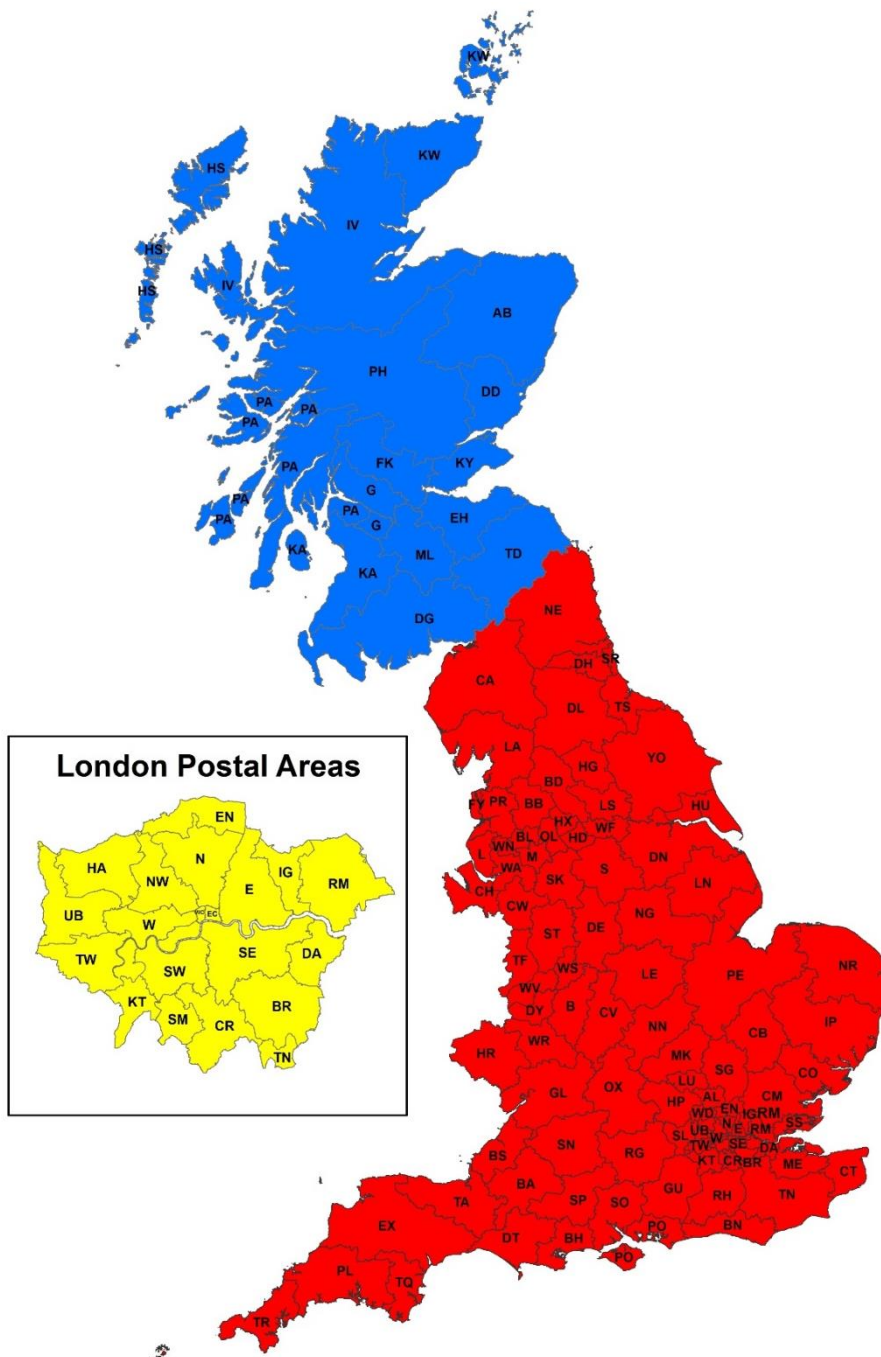 KW
KW
HS
IV
HS
IV
HS
AB
PH
DD
PA
PA
PA
FK
KY
PA
G
PA
PA
PA
EH
G
KA
ML
TD
KA
DG
NE
SR
DH
CA
DL
TS
LA
HG
YO
BD
FY
PR
BB
LS
HU
HX
WF
BL
OL
HD
WN
L
M
DN
WA
SK
S
LN
CH
CW
NG
ST
DE
TF
WS
LE
PE
NR
WV
DY
B
CV
NN
CB
IP
WR
HR
MK
SG
CO
LU
OX
GL
HP
AL
CM
WD
EN
IG
RM
SS
UB
N
E
RM
SL
TW
W
SE
DA
SN
RG
KT
CR
BR
ME
CT
BS
BA
GU
RH
TN
TA
SP
SO
EX
DT
BH
PO
BN
PO
PL
TQ
TR
London Postal Areas
EN
HA
N
IG
NW
E
RM
UB
W
WC
EC
TW
SW
SE
DA
KT
SM
CR
BR
TN